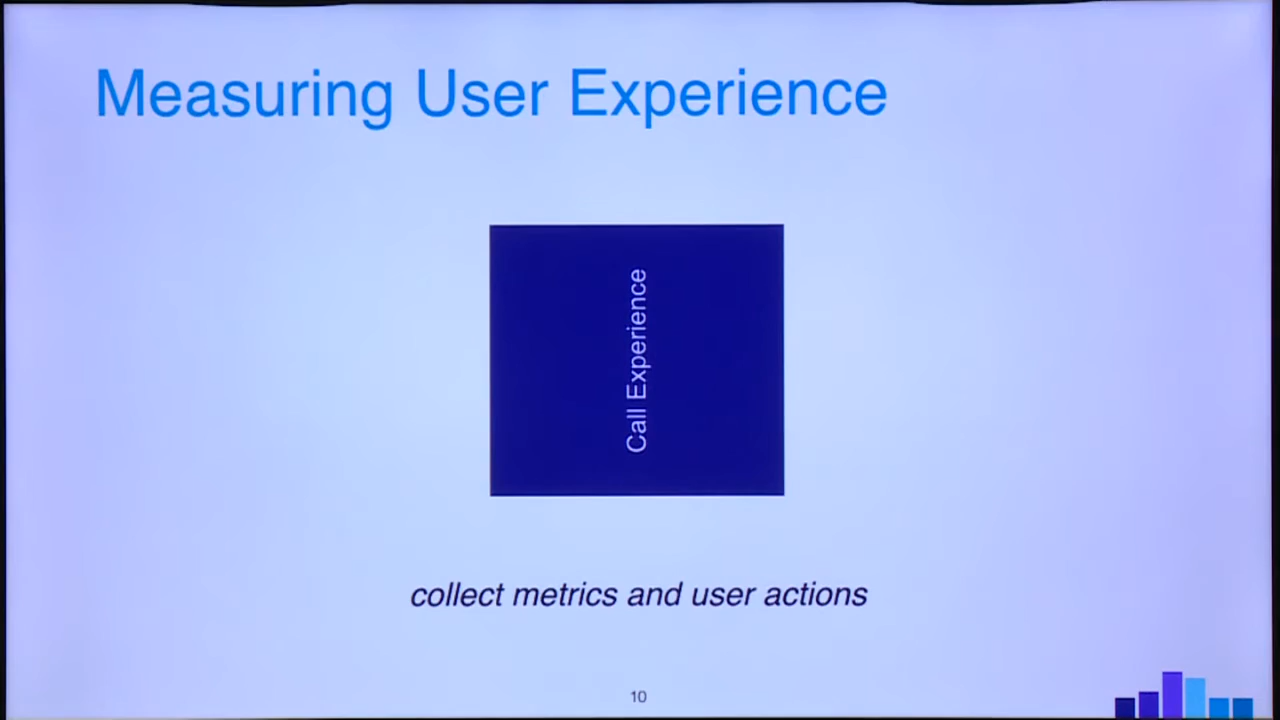 Measuring User Experience
Call Experience
collect metrics and user actions
10